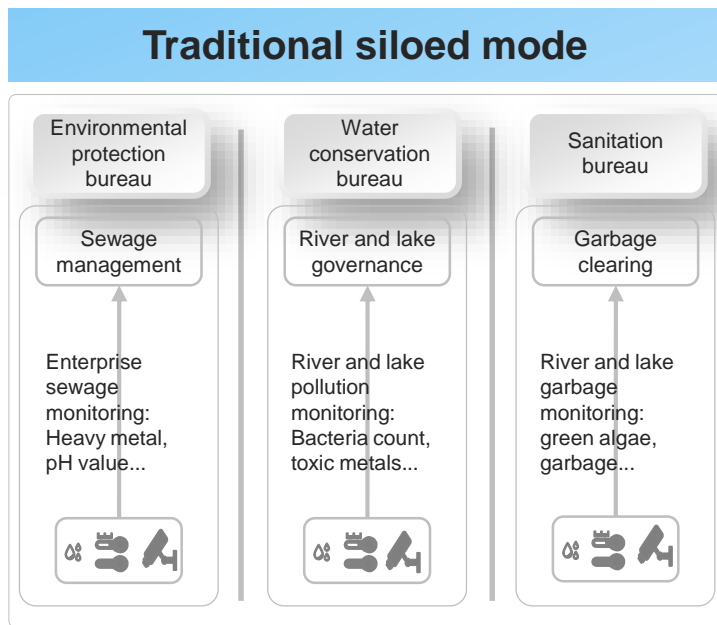 Traditional siloed mode
Environmental
protection
bureau
Sewage
management
Enterprise
sewage
monitoring:
Heavy metal,
pH value...
Water
conservation
bureau
River and lake
governance
River and lake
pollution
monitoring:
Bacteria count,
toxic metals...
Sanitation
bureau
Garbage
clearing
River and lake
garbage
monitoring:
green algae,
garbage...